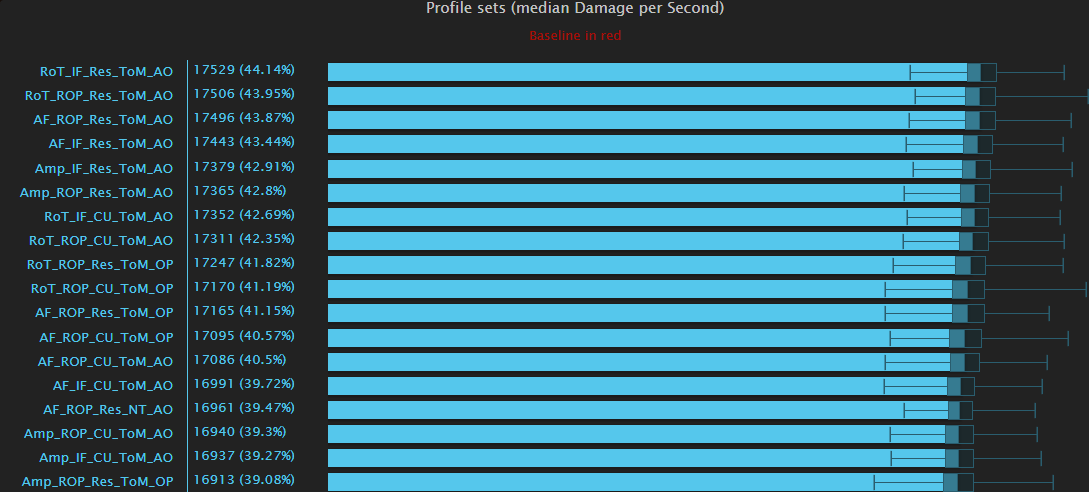 Profile sets (median Damage per Second)
Baseline in red
RoT_IF_Res_ToM_AO 17529 (44.14%)
RoT_ROP_Res_ToM_AO 17506 (43.95%)
AF_ROP_Res_ToM_AO 17496 (43.87%)
AF_IF_Res_ToM_AO 17443 (43.44%)
Amp_IF_Res_ToM_AO 17379 (42.91%)
Amp_ROP_Res_ToM_AO 17365 (42.8%)
RoT_IF_CU_ToM_AO 17352 (42.69%)
RoT_ROP_CU_ToM_AO 17311 (42.35%)
RoT_ROP_Res_ToM_OP 17247 (41.82%)
RoT_ROP_CU_ToM_OP 17170 (41.19%)
AF_ROP_Res_ToM_OP 17165 (41.15%)
AF_ROP_CU_ToM_OP 17095 (40.57%)
AF_ROP_CU_ToM_AO 17086 (40.5%)
AF_IF_CU_ToM_AO 16991 (39.72%)
AF_ROP_Res_NT_AO 16961 (39.47%)
Amp_ROP_CU_ToM_AO 16940 (39.3%)
Amp_IF_CU_ToM_AO 16937 (39.27%)
Amp_ROP_Res_ToM_OP 16913 (39.08%)